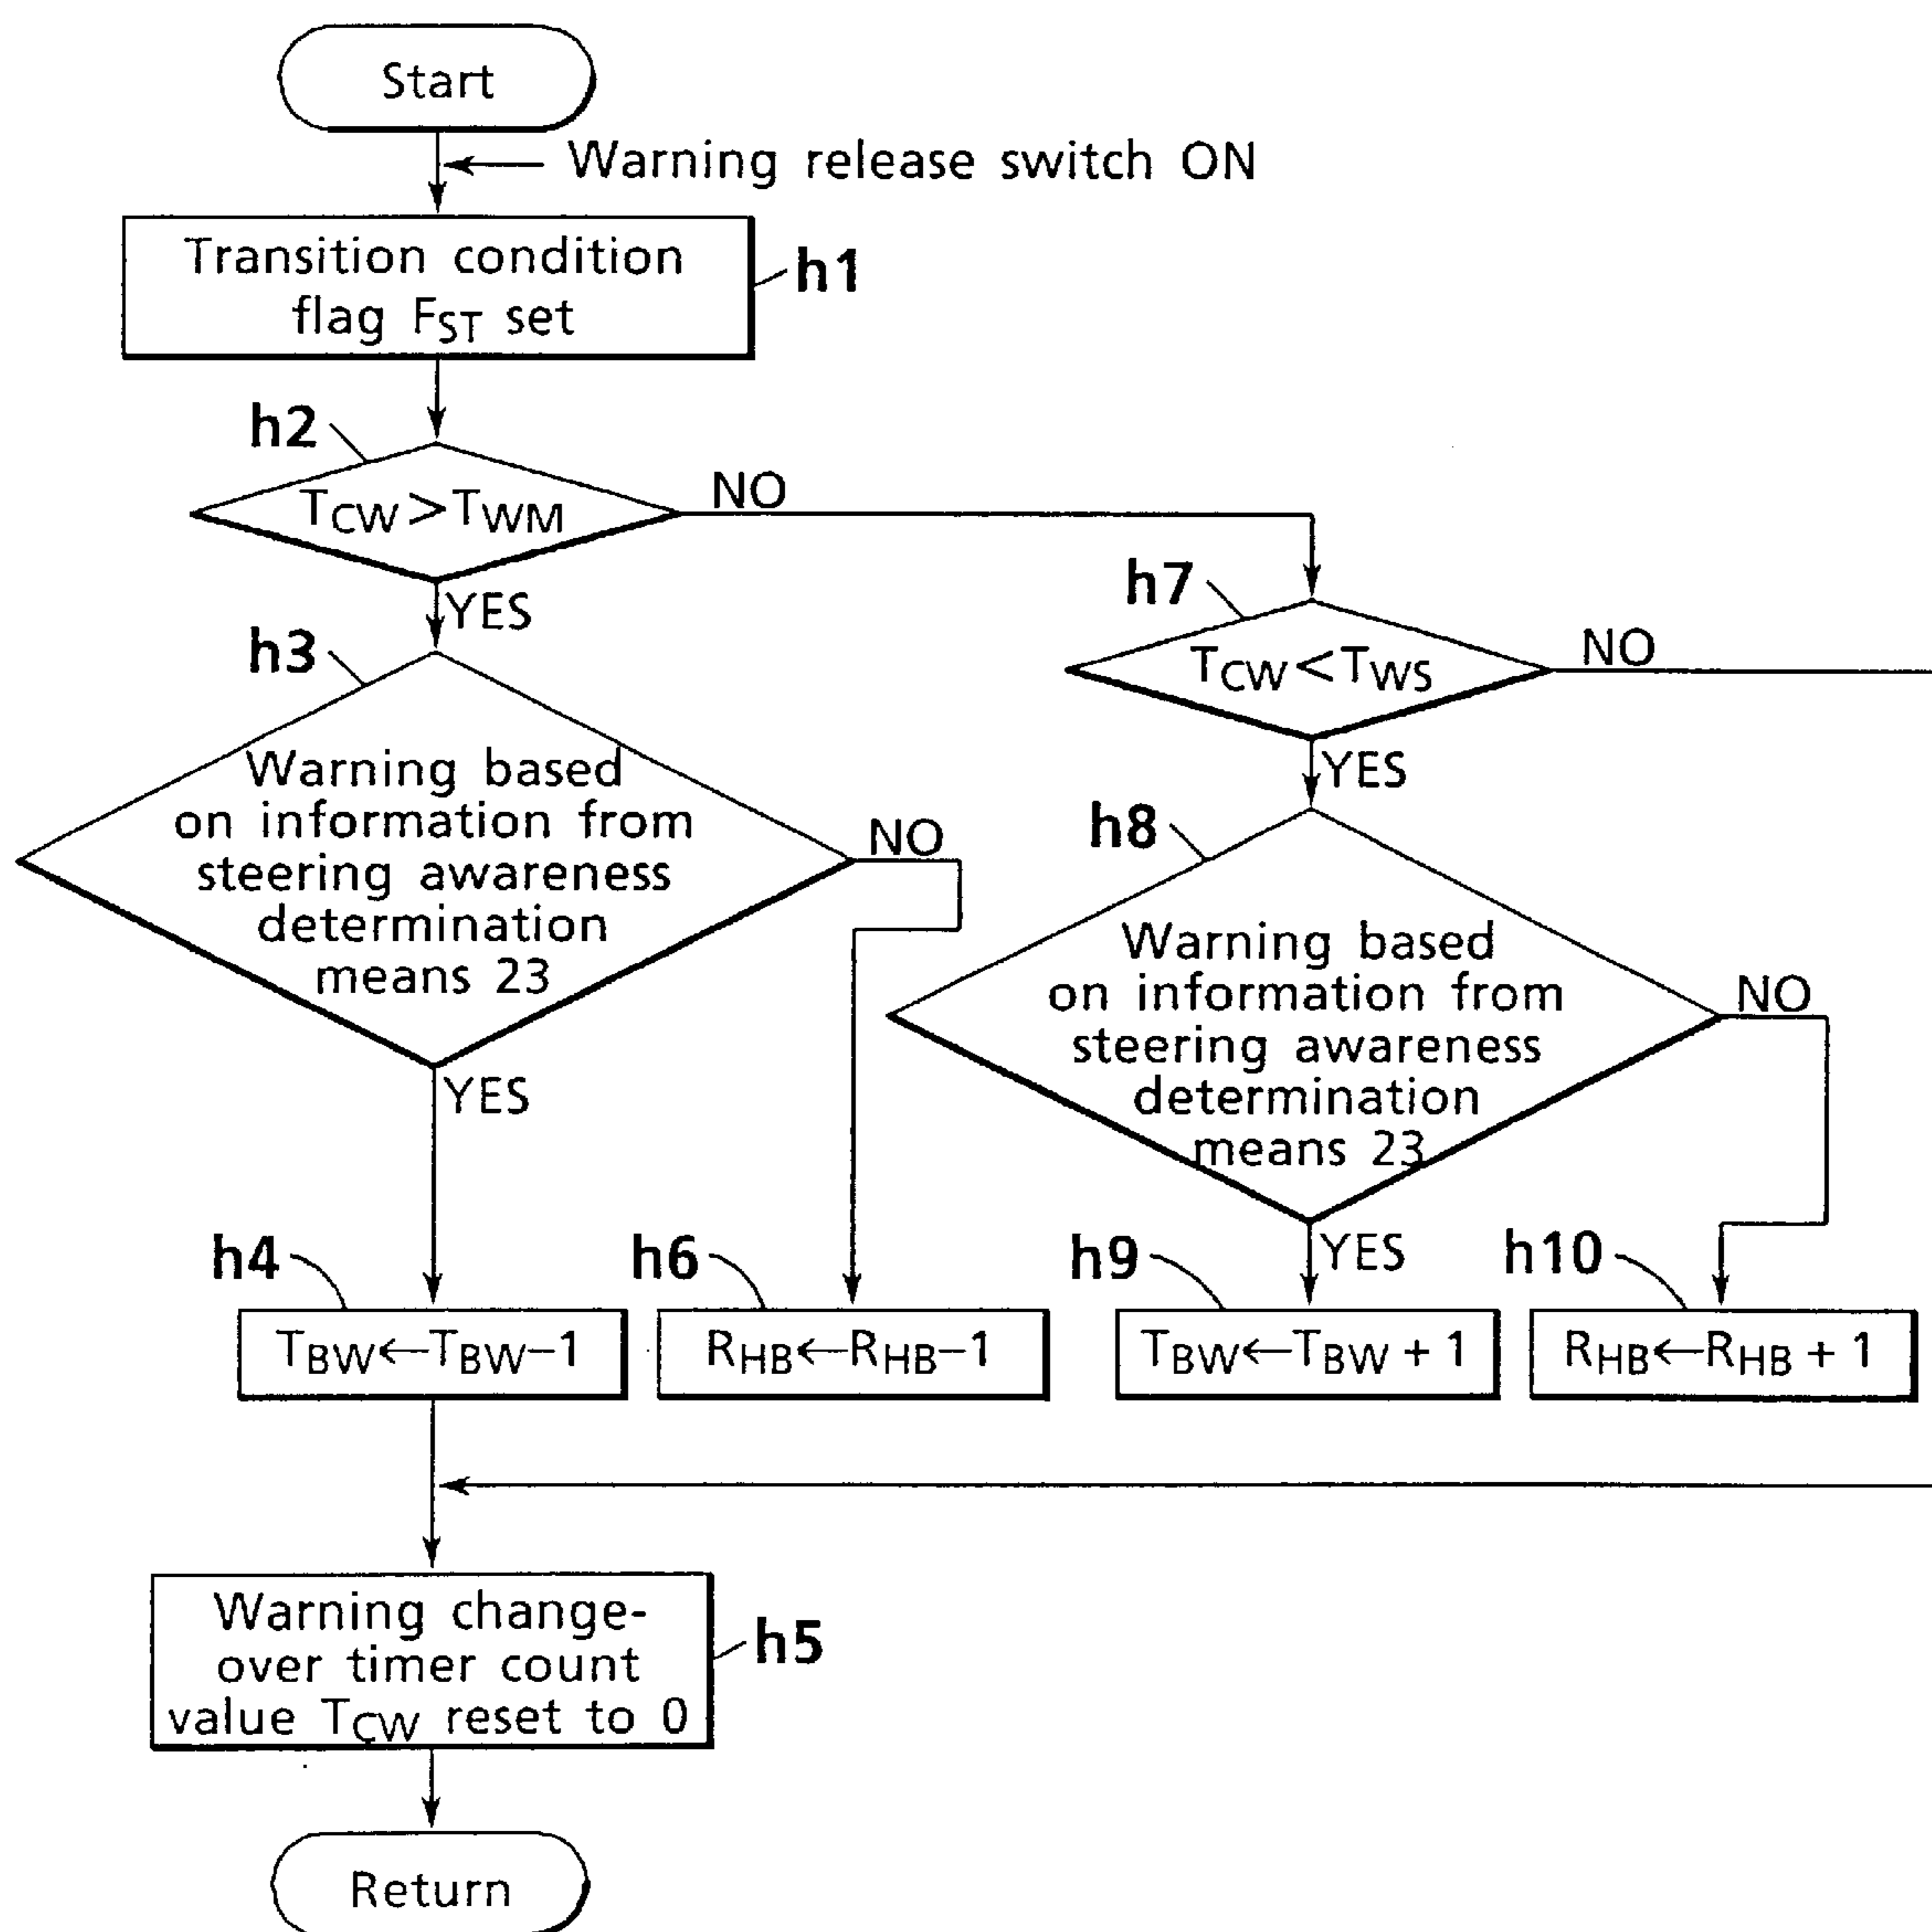 Start
Warning release switch ON
Transition condition
flag FST set
h1
h2
TCW>TWM
NO
YES
h3
Warning based
on information from
steering awareness
determination
means 23
NO
YES
h7
TCW<TWS
NO
YES
h8
Warning based
on information from
steering awareness
determination
means 23
NO
YES
h4
TBW←TBW−1
h6
RHB←RHB−1
h9
TBW←TBW+1
h10
RHB←RHB+1
Warning change-
over timer count
value TCW reset to 0
h5
Return